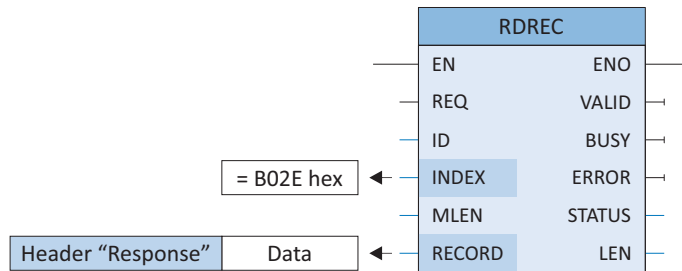 RDREC
EN ENO
REQ VALID
ID BUSY
= B02E hex INDEX ERROR
MLEN STATUS
Header “Response” Data RECORD LEN